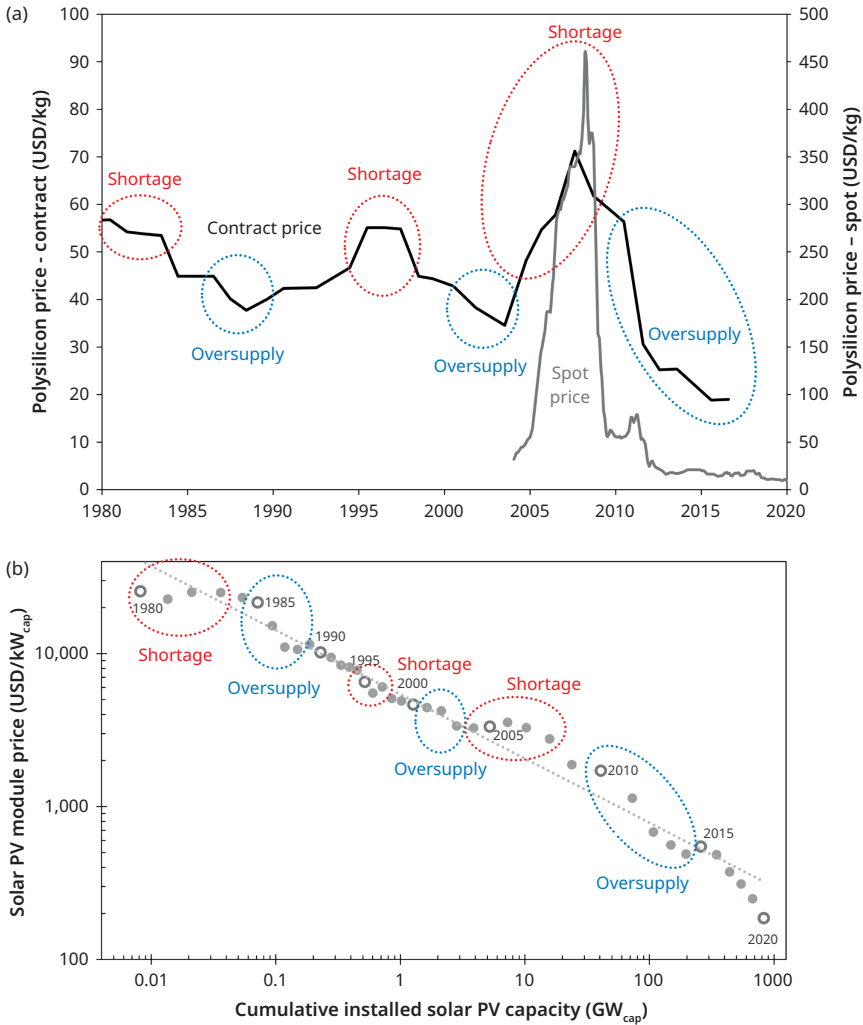 (a)
Polysilicon price - contract (USD/kg)
100
90
80
70
60
50
40
30
20
10
0
500
450
400
350
300
250
200
150
100
50
0
Polysilicon price – spot (USD/kg)
Shortage
Shortage
Shortage
Contract price
Oversupply
Oversupply
Oversupply
Spot
price
1980
1985
1990
1995
2000
2005
2010
2015
2020
(b)
Solar PV module price (USD/kWcap)
10,000
1,000
100
1980
1985
Shortage
1990
1995
Shortage
2000
Shortage
Oversupply
2005
Oversupply
2010
2015
Oversupply
2020
0.01
0.1
1
10
100
1000
Cumulative installed solar PV capacity (GWcap)